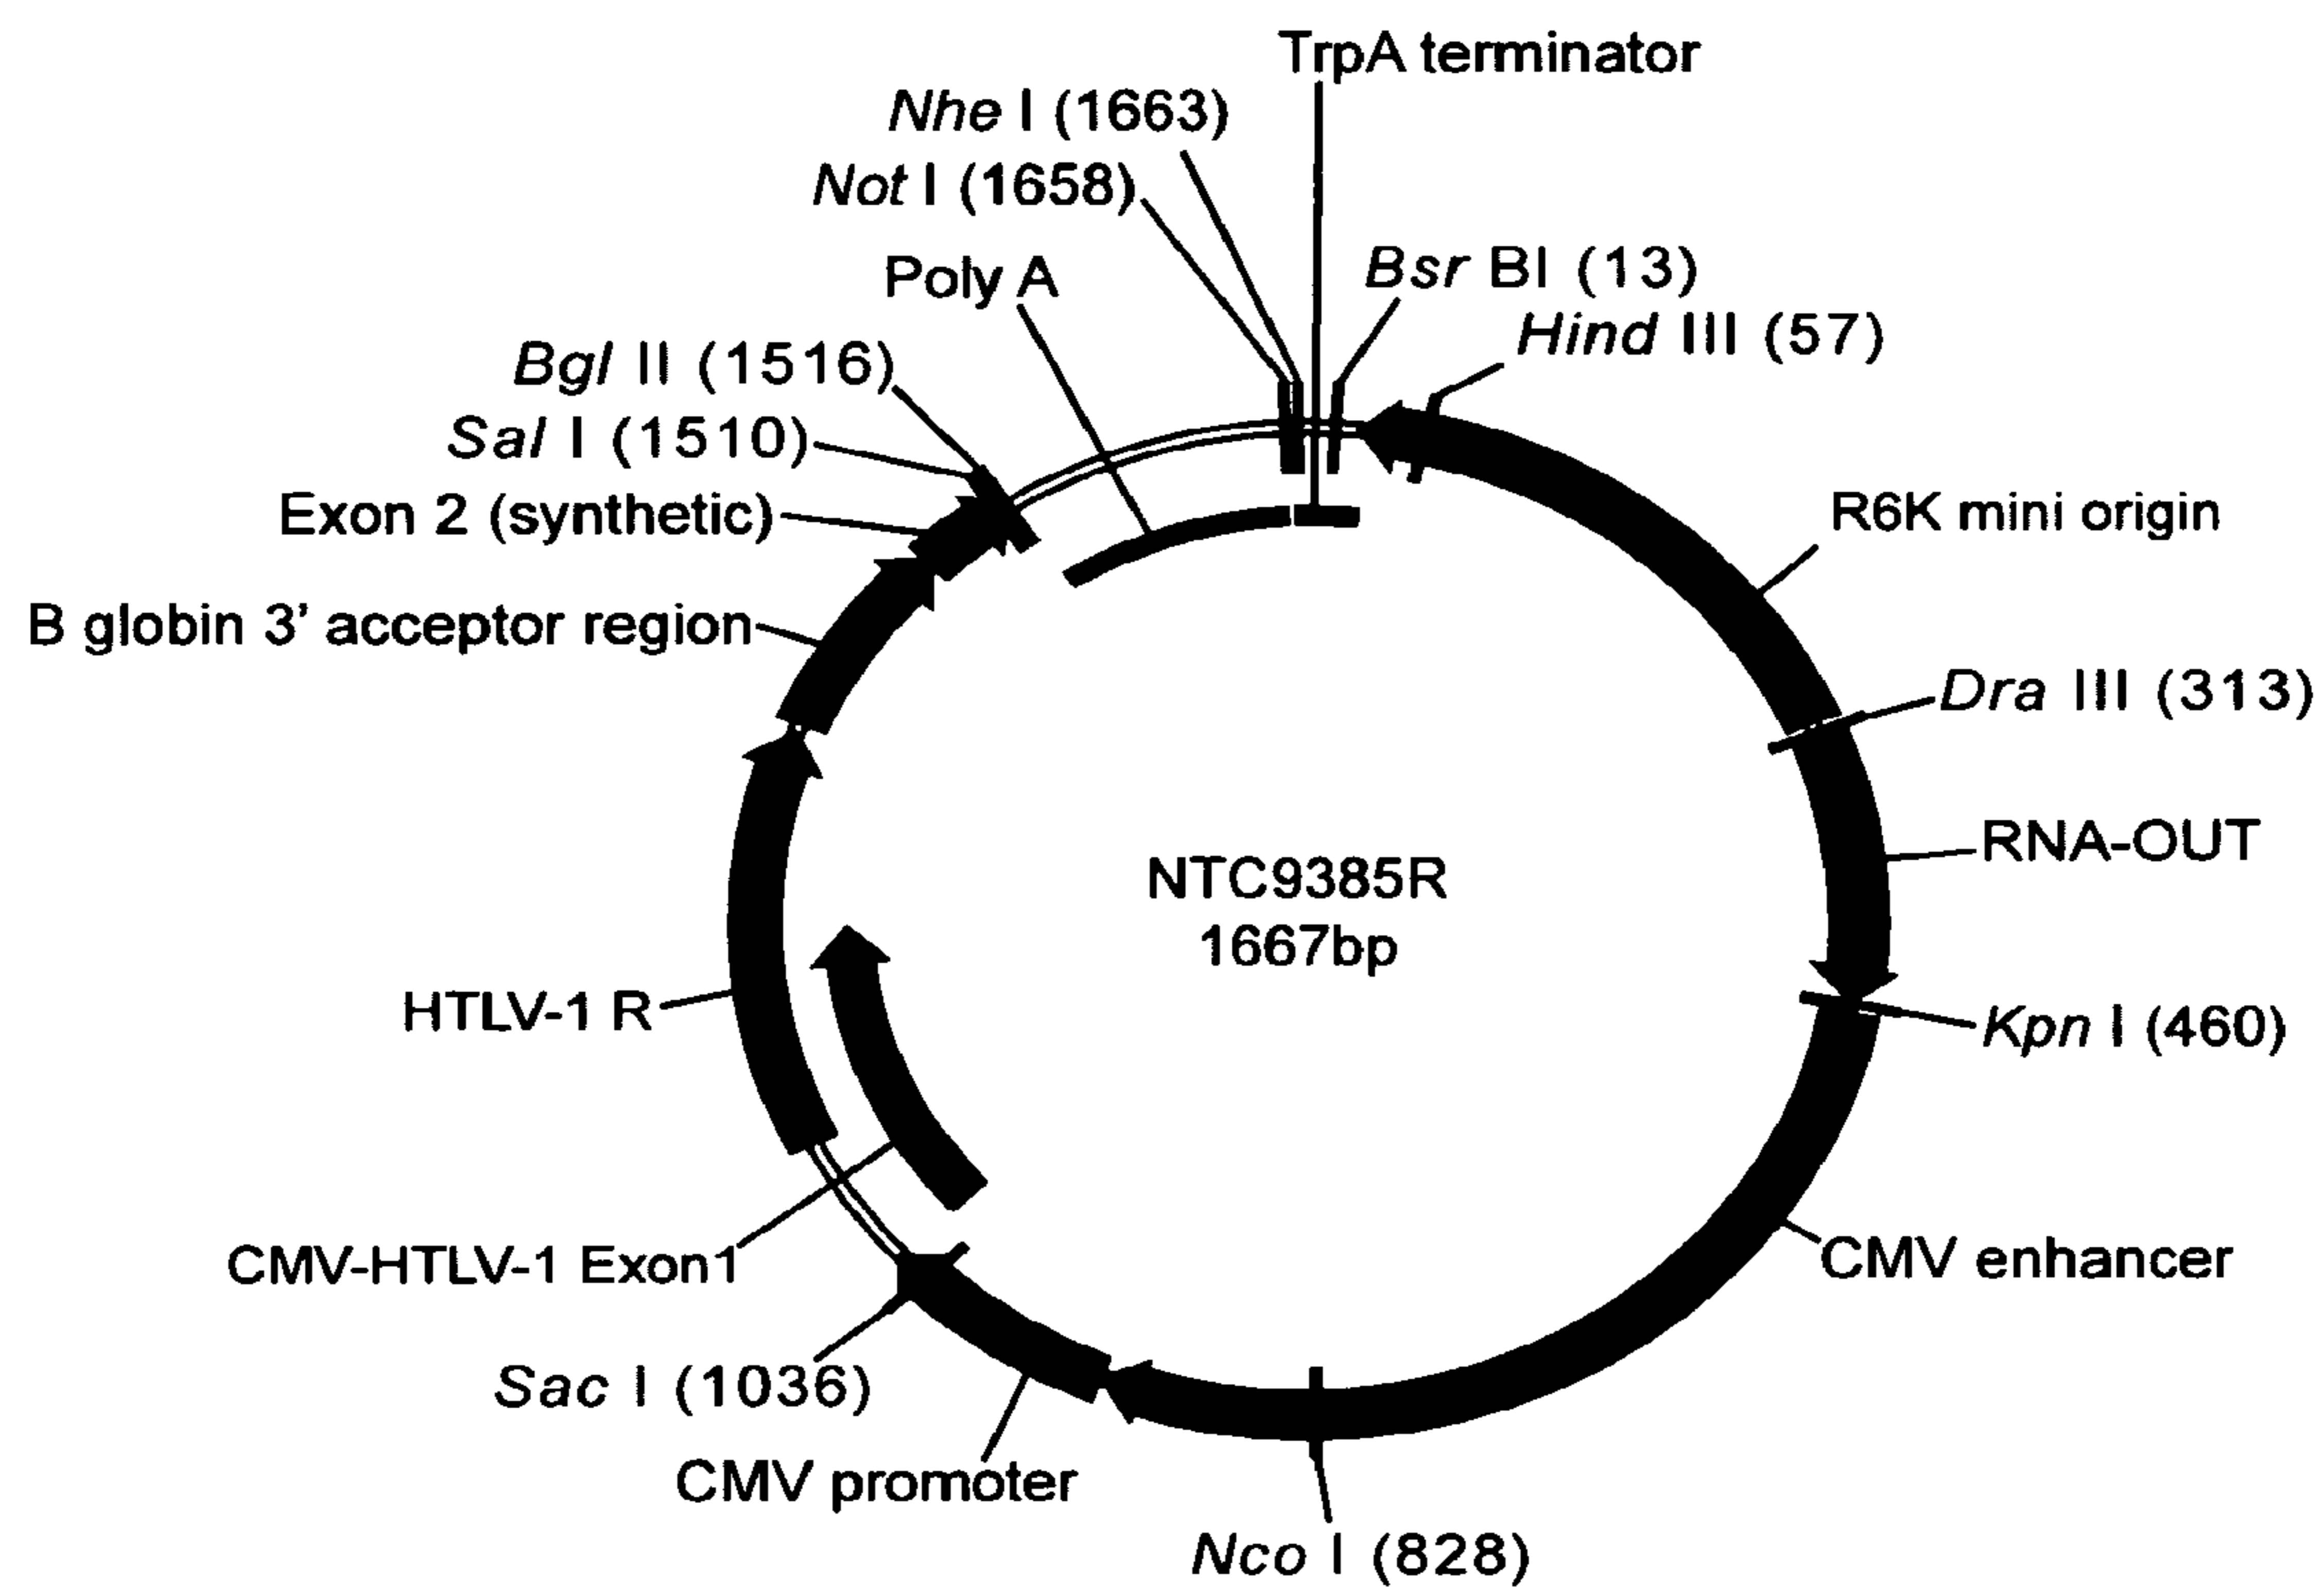 TrpA terminator
Nhe I (1663)
Not I (1658)
Bsr BI (13)
Poly A
Hind III (57)
Bgl II (1516)
Sal I (1510)
Exon 2 (synthetic)
R6K mini origin
B globin 3’ acceptor region
Dra III (313)
RNA-OUT
NTC9385R
1667bp
HTLV-1 R
Kpn I (460)
CMV-HTLV-1 Exon1
CMV enhancer
Sac I (1036)
CMV promoter
Nco I (828)